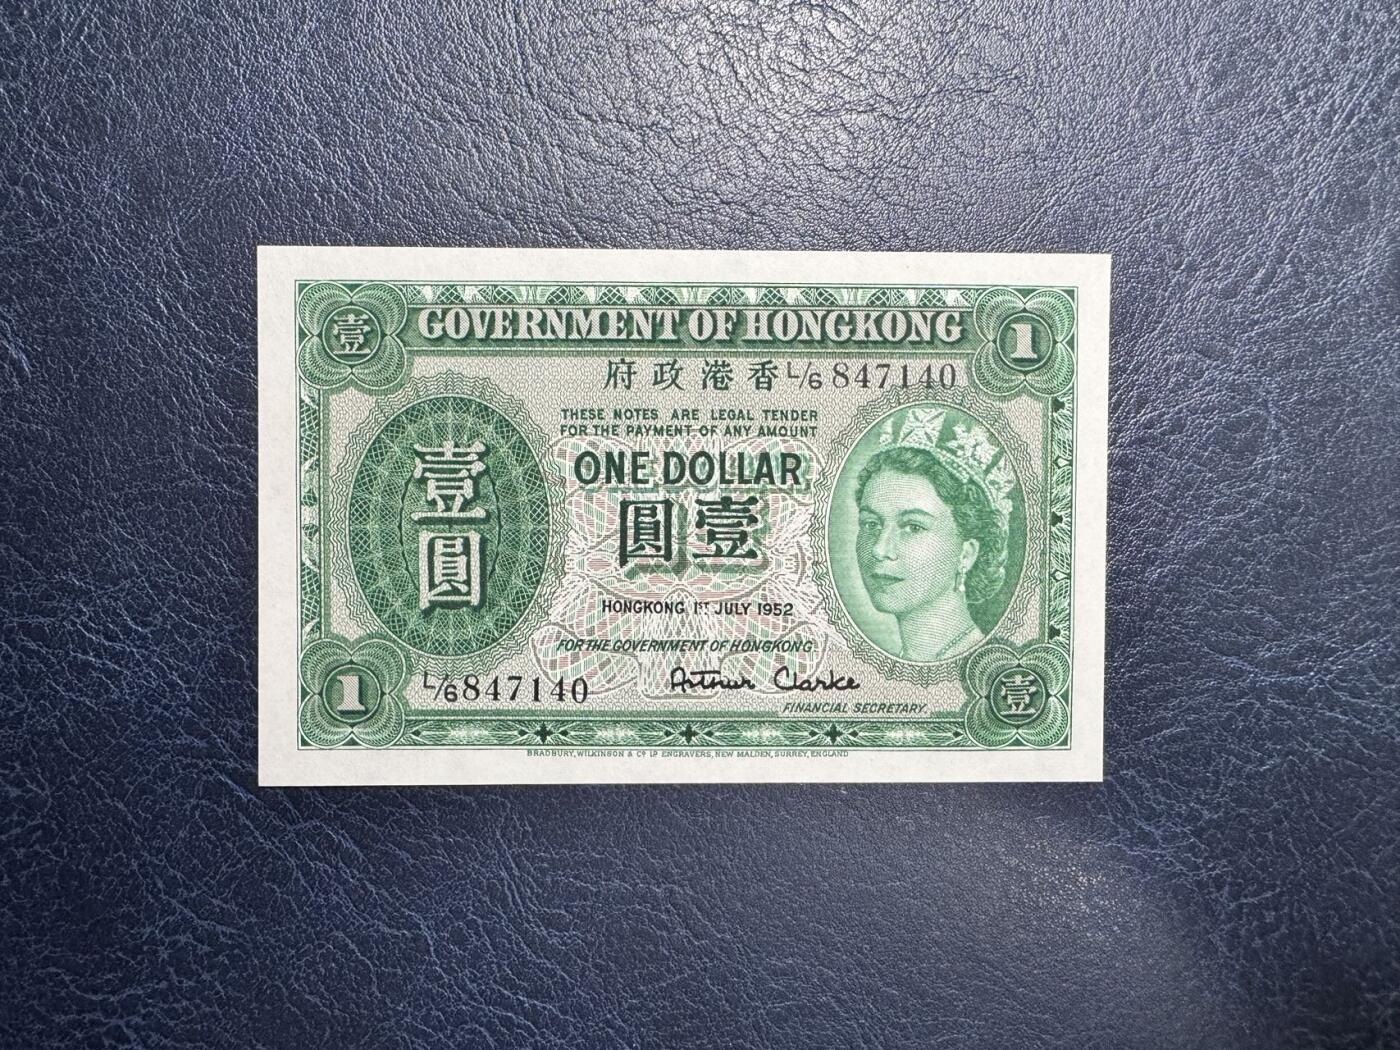 壹
GOVERNMENT OF HONGKONG
1
府政港香
L/6 847140
THESE NOTES ARE LEGAL TENDER
FOR THE PAYMENT OF ANY AMOUNT
ONE DOLLAR
圓壹
壹圓
HONGKONG 1ST JULY 1952
FOR THE GOVERNMENT OF HONGKONG
Arthur Clarke
FINANCIAL SECRETARY.
1
L/6 847140
壹
BRADBURY, WILKINSON & Co. LD. ENGRAVERS, NEW MALDEN, SURREY, ENGLAND